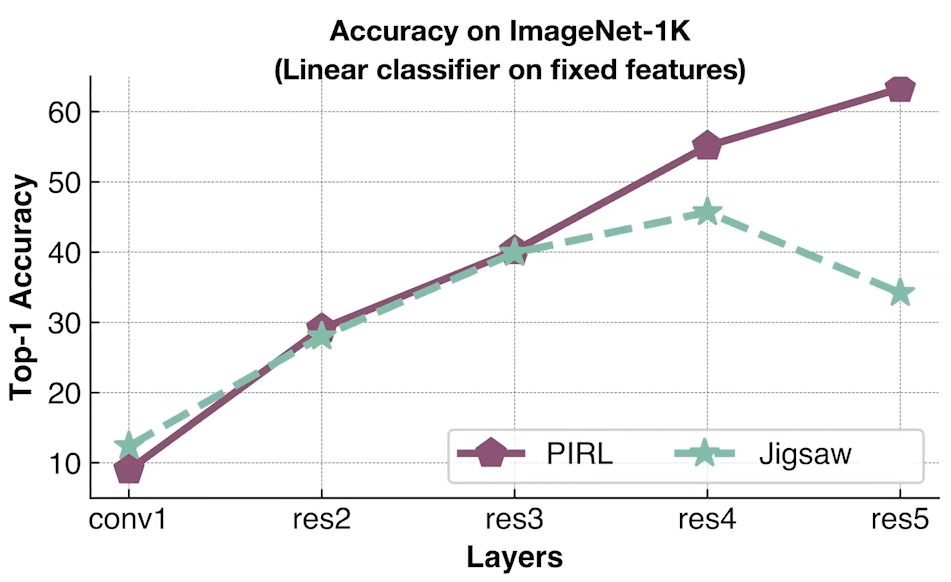 Accuracy on ImageNet-1K
(Linear classifier on fixed features)
60
50
40
30
20
10
Top-1 Accuracy
PIRL
Jigsaw
conv1
res2
res3
res4
res5
Layers